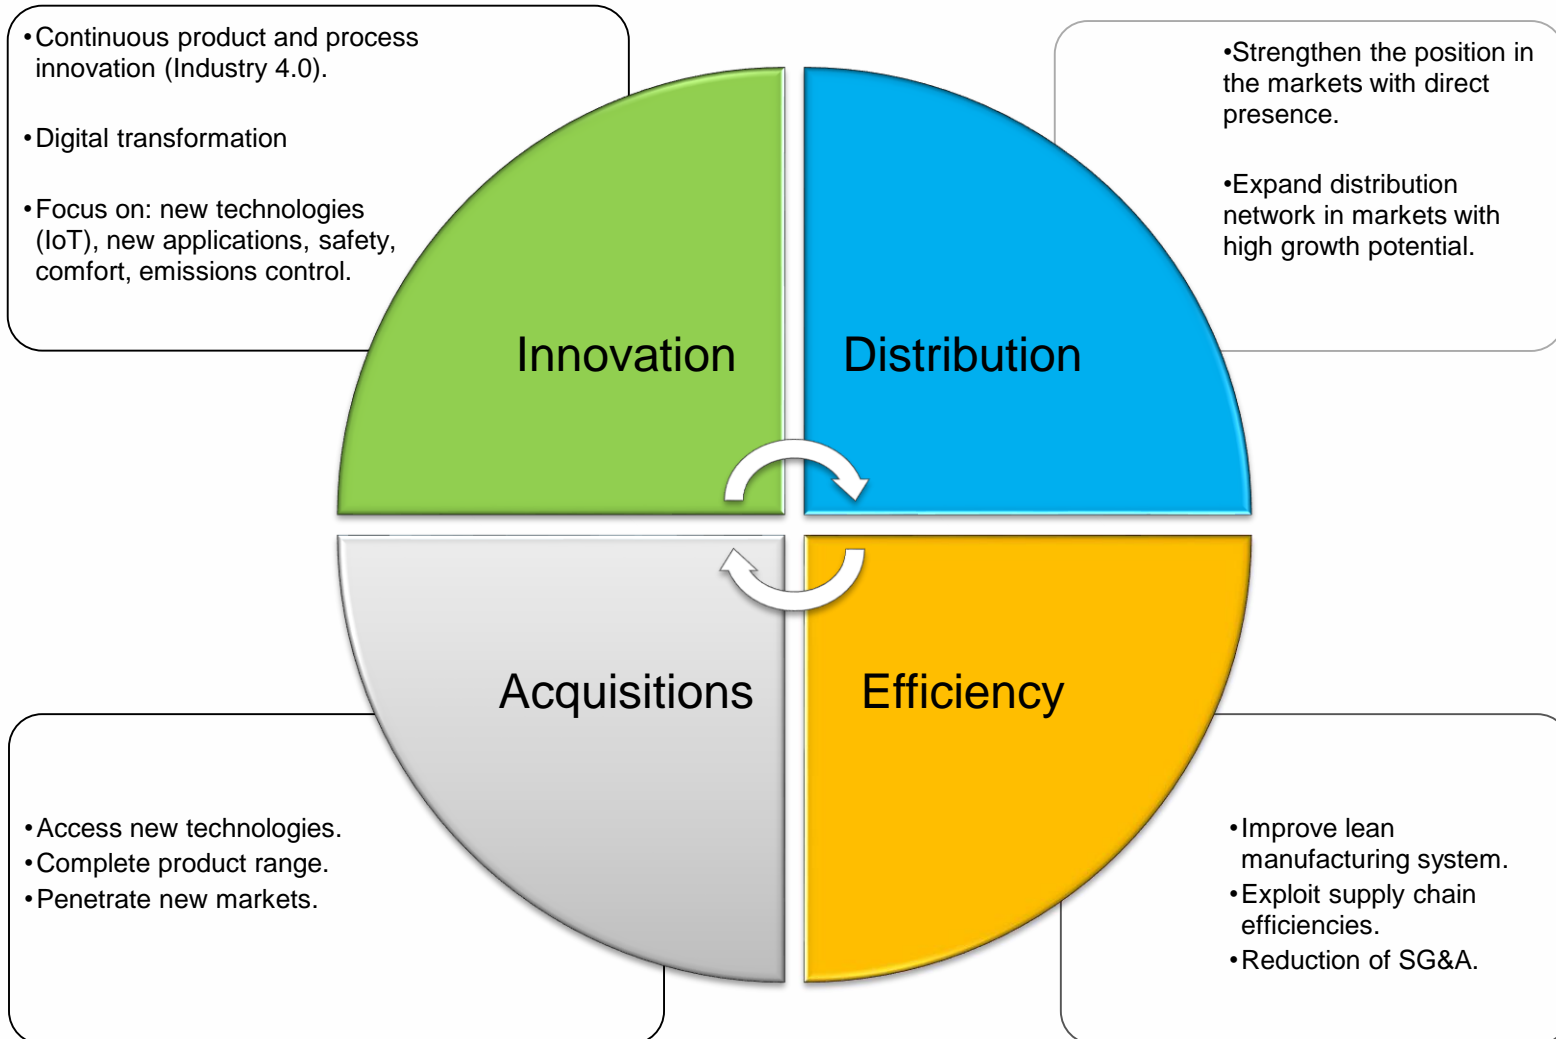 •Continuous product and process
innovation (Industry 4.0).
•Digital transformation
•Focus on: new technologies
(IoT), new applications, safety,
comfort, emissions control.
•Strengthen the position in
the markets with direct
presence.
•Expand distribution
network in markets with
high growth potential.
Innovation
Distribution
Acquisitions
Efficiency
•Access new technologies.
•Complete product range.
•Penetrate new markets.
•Improve lean
manufacturing system.
•Exploit supply chain
efficiencies.
•Reduction of SG&A.